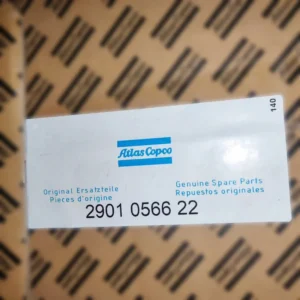 140
Atlas Copco
Original Ersatzteile
Pieces d'origine
Genuine Spare Parts
Repuestos originales
2901 0566 22